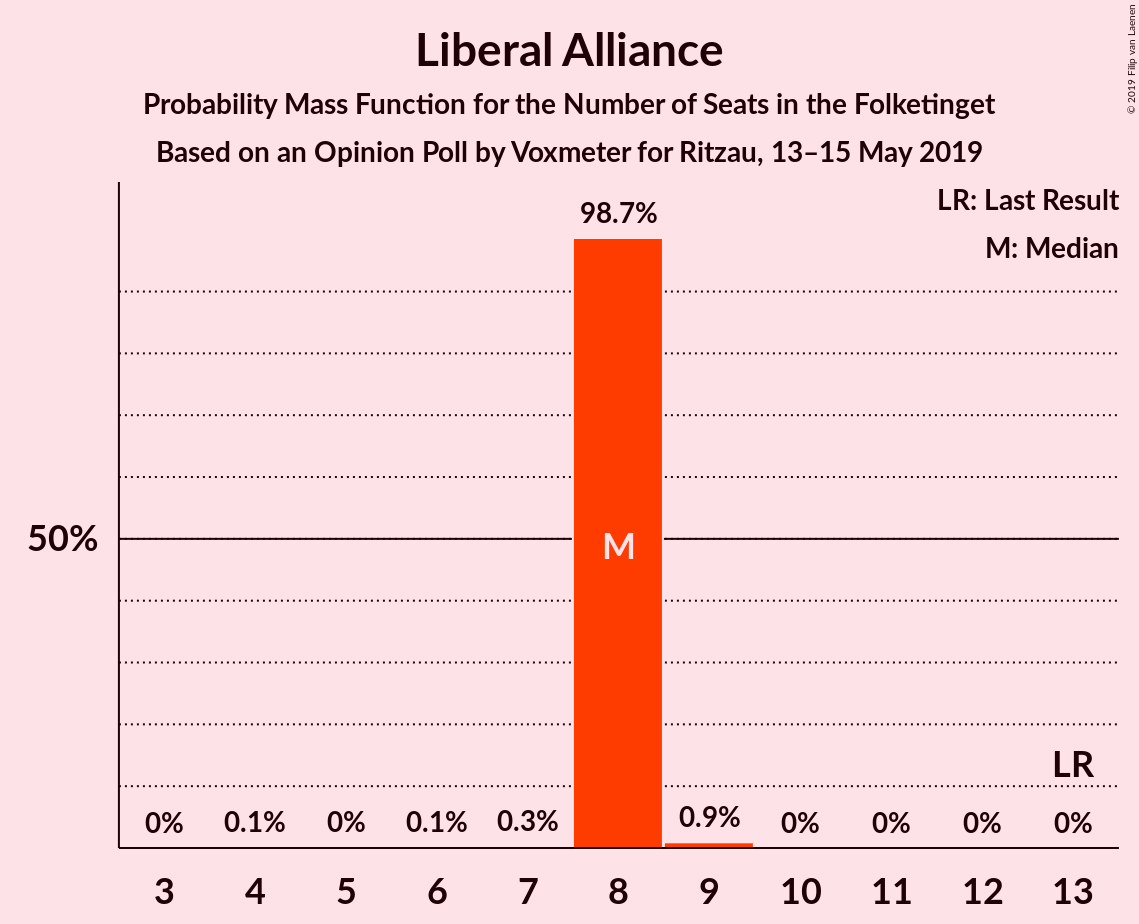 Liberal Alliance
Probability Mass Function for the Number of Seats in the Folketinget
Based on an Opinion Poll by Voxmeter for Ritzau, 13–15 May 2019
© 2019 Filip van Laenen
LR: Last Result
M: Median
98.7%
50%
M
LR
0% 0.1% 0% 0.1% 0.3% 0.9% 0% 0% 0% 0%
3 4 5 6 7 8 9 10 11 12 13